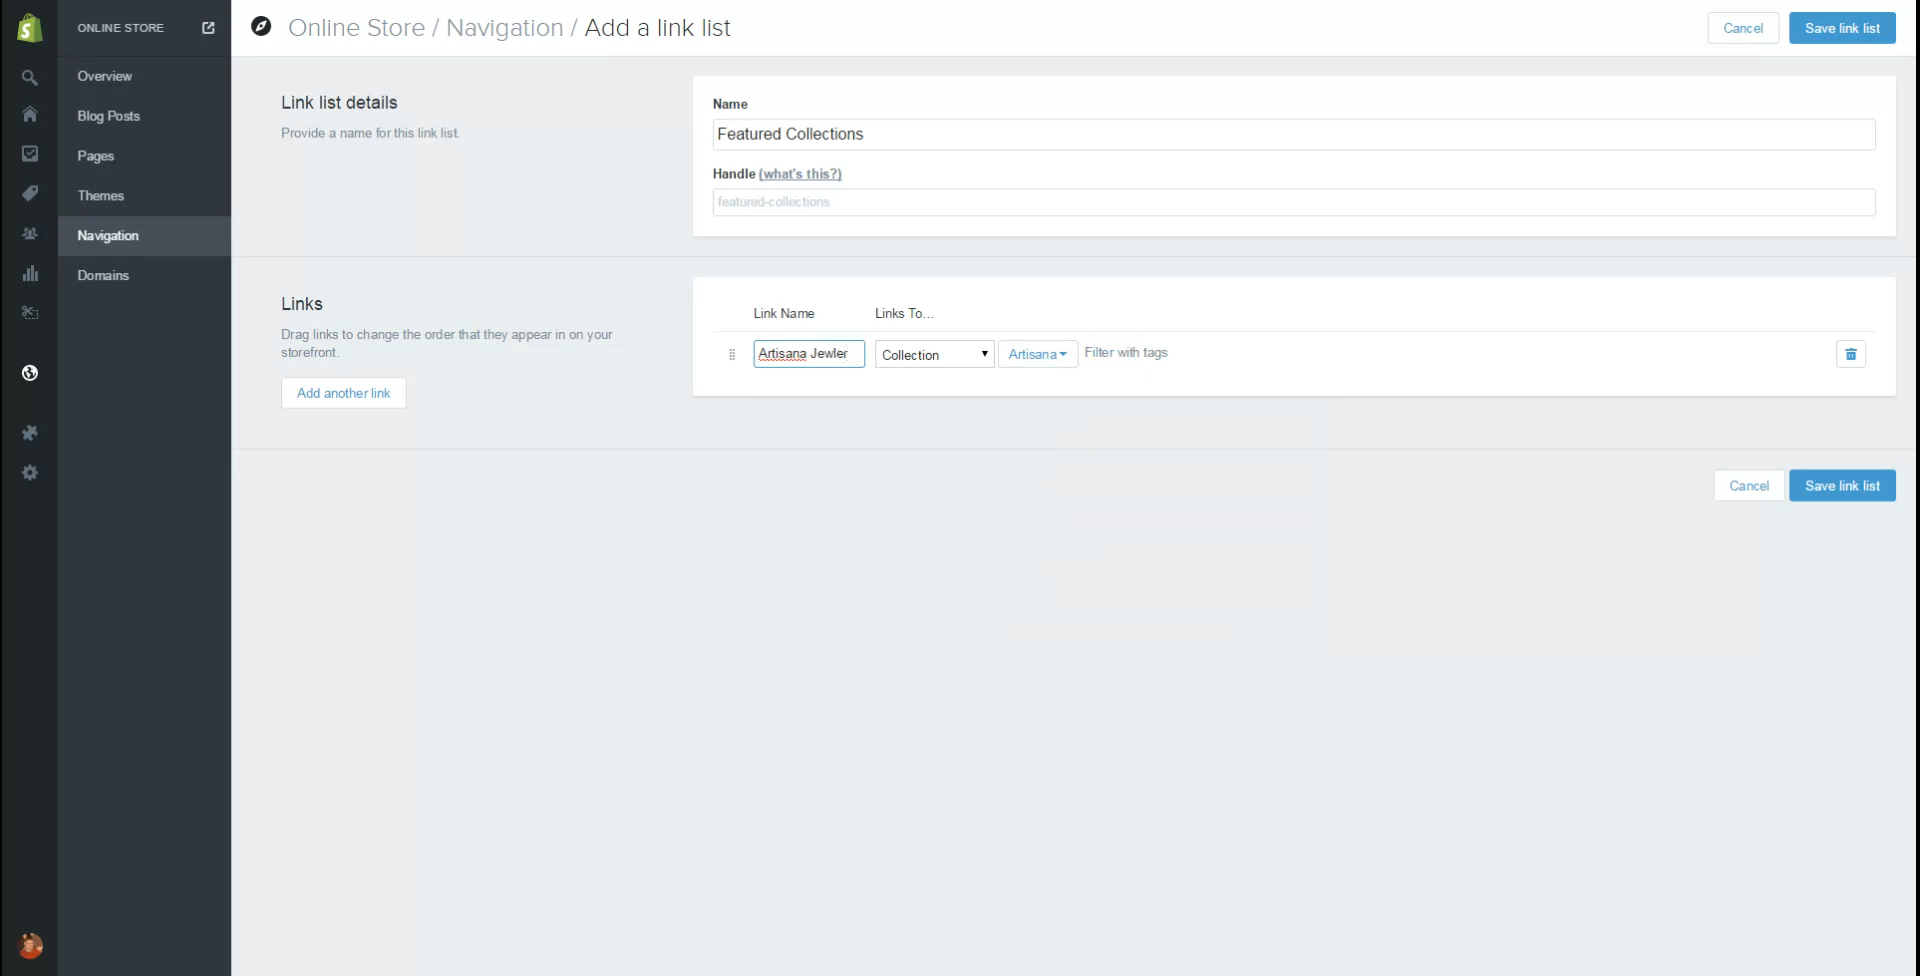 ONLINE STORE
Overview
Blog Posts
Pages
Themes
Navigation
Domains
Online Store / Navigation / Add a link list
Cancel
Save link list
Link list details
Provide a name for this link list.
Name
Featured Collections
Handle (what's this?)
featured-collections
Links
Drag links to change the order that they appear in on your
storefront.
Add another link
Link Name
Links To...
Artisana Jewler
Collection
Artisana
Filter with tags
Cancel
Save link list